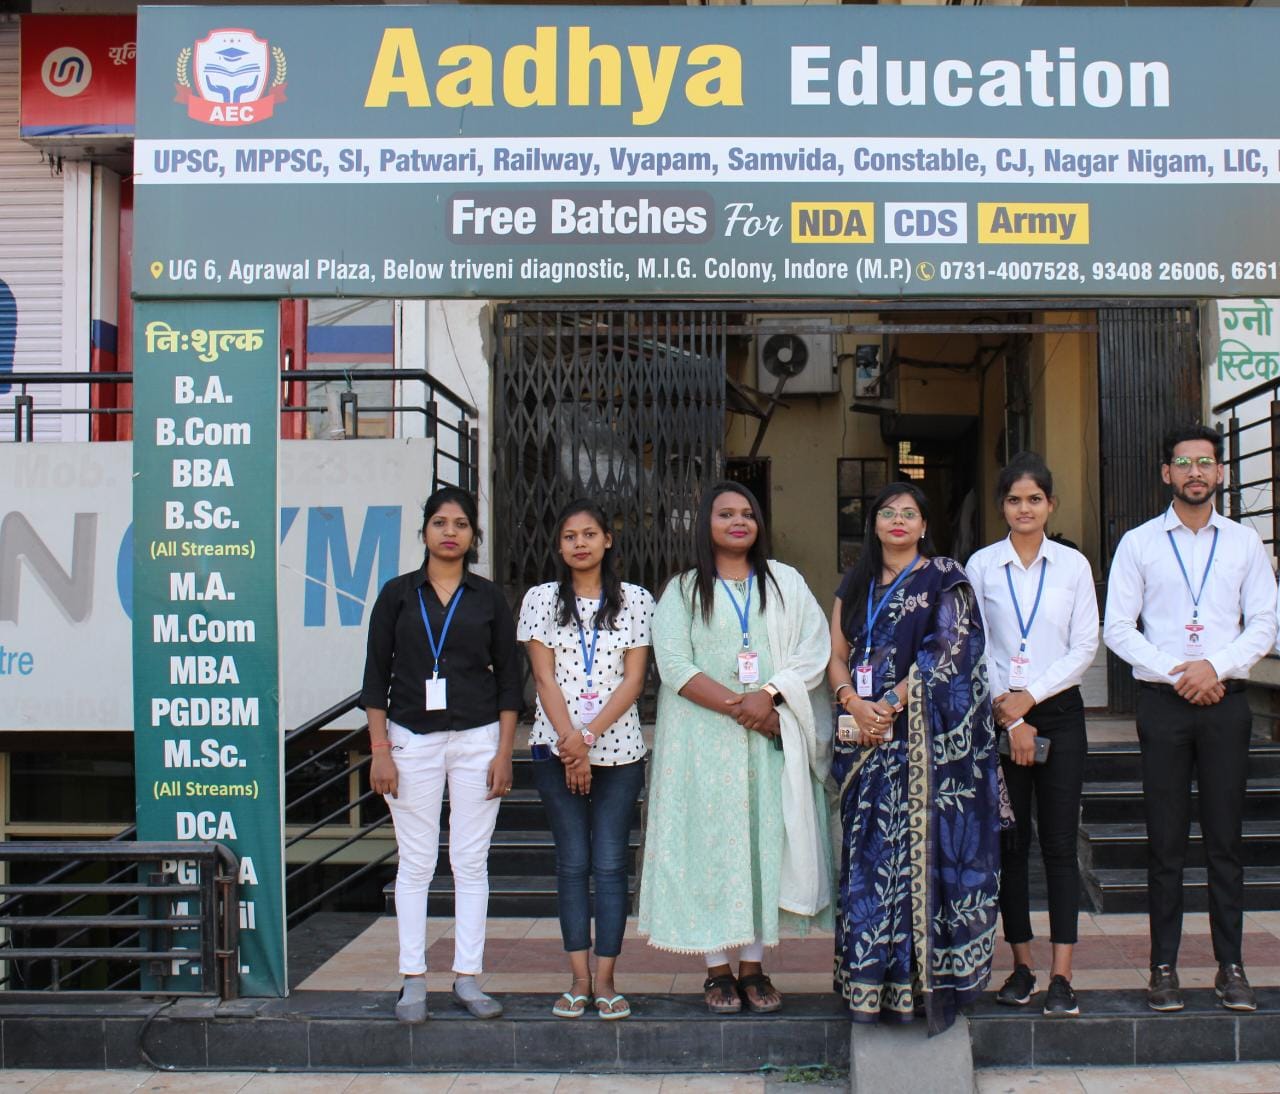 यूनि
AEC
Aadhya Education
UPSC, MPPSC, SI, Patwari, Railway, Vyapam, Samvida, Constable, CJ, Nagar Nigam, LIC,
Free Batches For NDA CDS Army
UG 6, Agrawal Plaza, Below triveni diagnostic, M.I.G. Colony, Indore (M.P.) 0731-4007528, 93408 26006, 6261
निःशुल्क
B.A.
B.Com
BBA
B.Sc.
(All Streams)
M.A.
M.Com
MBA
PGDBM
M.Sc.
(All Streams)
DCA
ग्नो
स्टिक
N GYM
tre